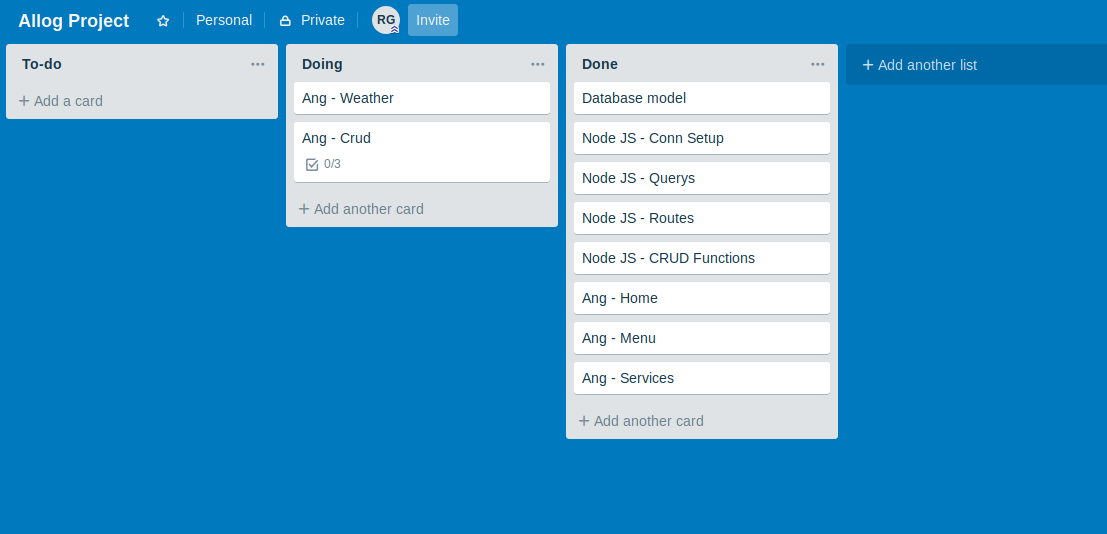 Allog Project
Personal
Private
RG
Invite
To-do
Add a card
Doing
Ang - Weather
Ang - Crud
0/3
Add another card
Done
Database model
Node JS - Conn Setup
Node JS - Querys
Node JS - Routes
Node JS - CRUD Functions
Ang - Home
Ang - Menu
Ang - Services
Add another card
Add another list